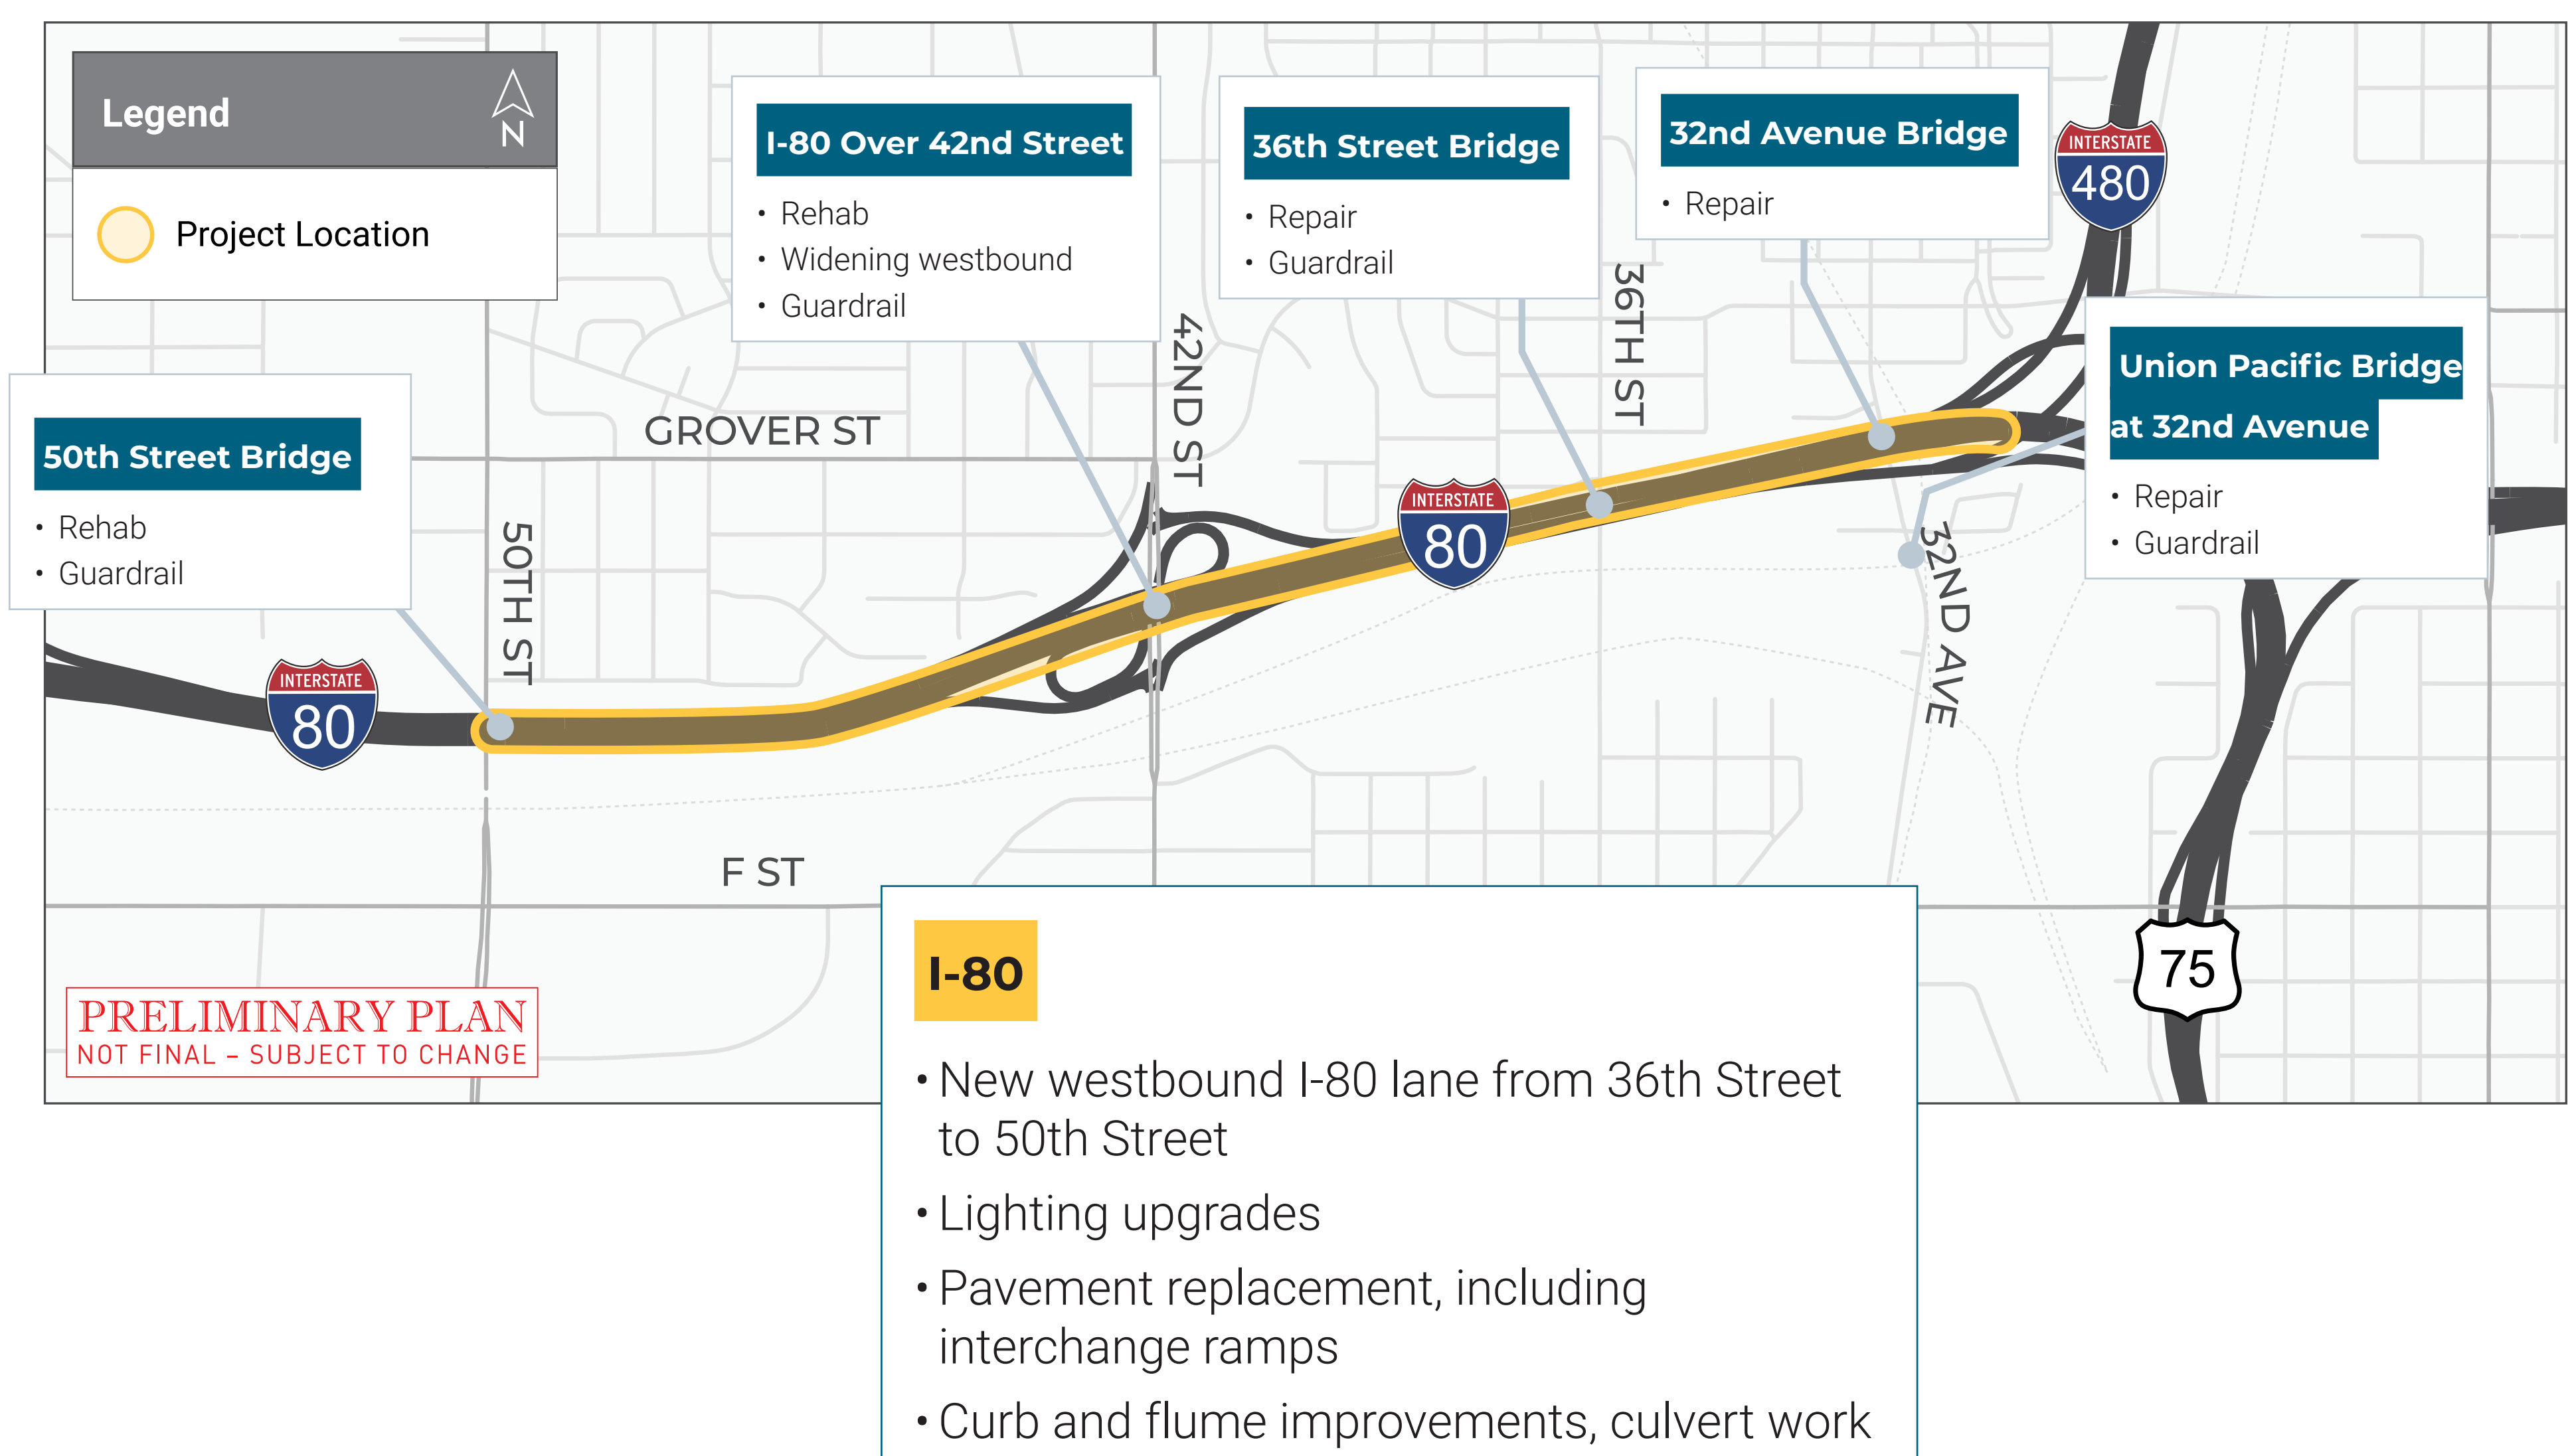 Legend
N
Project Location
I-80 Over 42nd Street
• Rehab
• Widening westbound
• Guardrail
36th Street Bridge
• Repair
• Guardrail
32nd Avenue Bridge
• Repair
INTERSTATE
480
Union Pacific Bridge
at 32nd Avenue
• Repair
• Guardrail
50th Street Bridge
• Rehab
• Guardrail
GROVER ST
42ND ST
36TH ST
50TH ST
32ND AVE
INTERSTATE
80
INTERSTATE
80
F ST
75
PRELIMINARY PLAN
NOT FINAL – SUBJECT TO CHANGE
I-80
• New westbound I-80 lane from 36th Street
to 50th Street
• Lighting upgrades
• Pavement replacement, including
interchange ramps
• Curb and flume improvements, culvert work